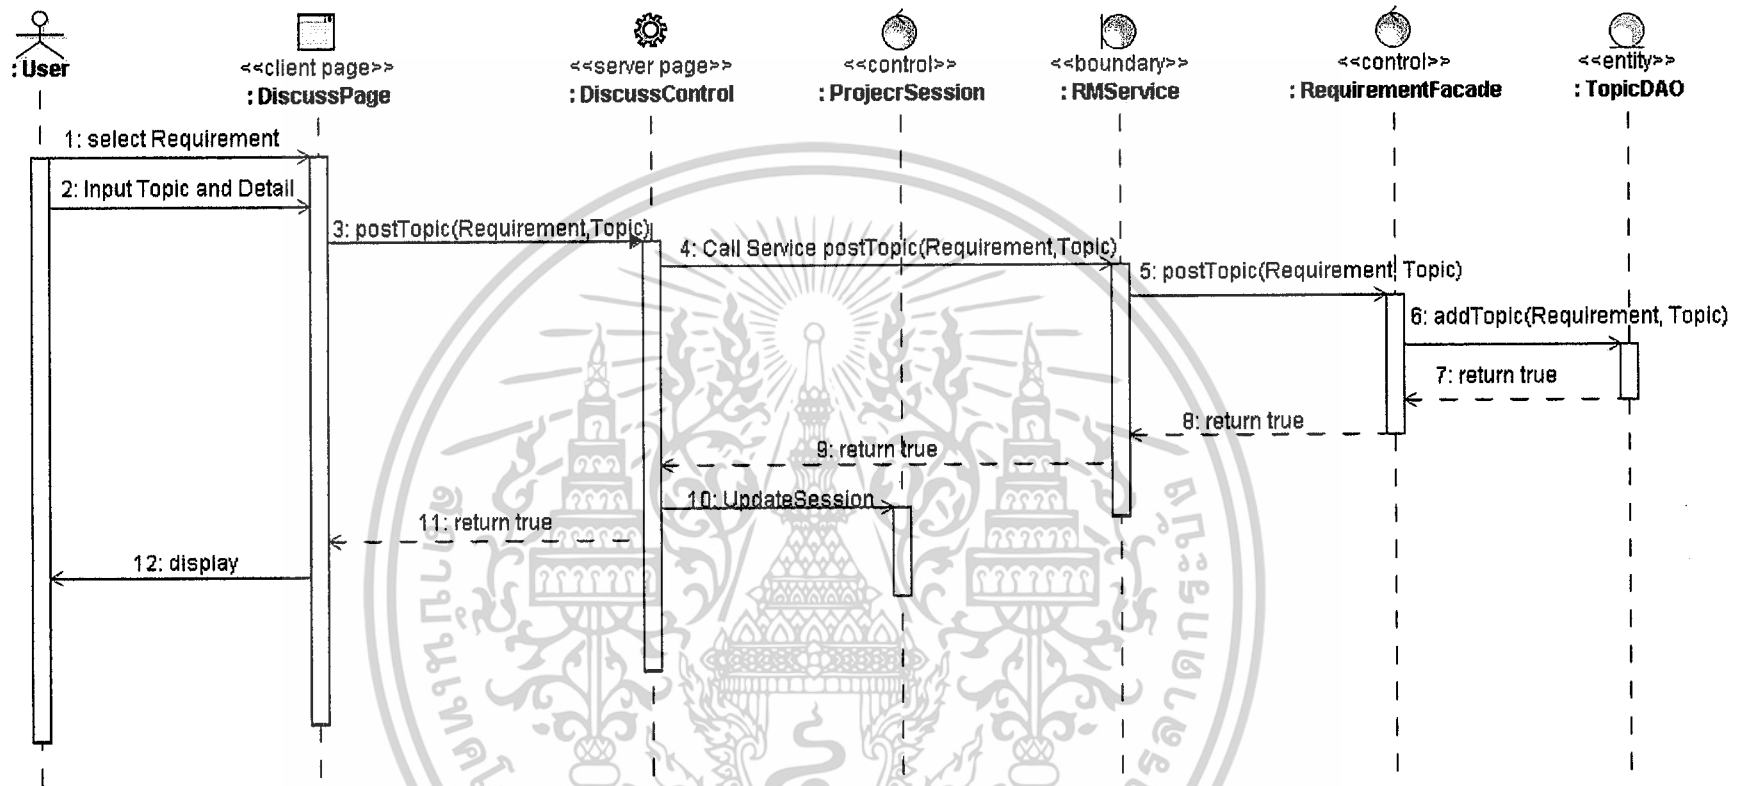 : User
<<client page>>
: DiscussPage
<<server page>>
: DiscussControl
<<control>>
: ProjecrSession
<<boundary>>
: RMService
<<control>>
: RequirementFacade
<<entity>>
: TopicDAO
1: select Requirement
2: Input Topic and Detail
3: postTopic(Requirement,Topic)
4: Call Service postTopic(Requirement,Topic)
5: postTopic(Requirement, Topic)
6: addTopic(Requirement, Topic)
7: return true
8: return true
9: return true
10: UpdateSession
11: return true
12: display